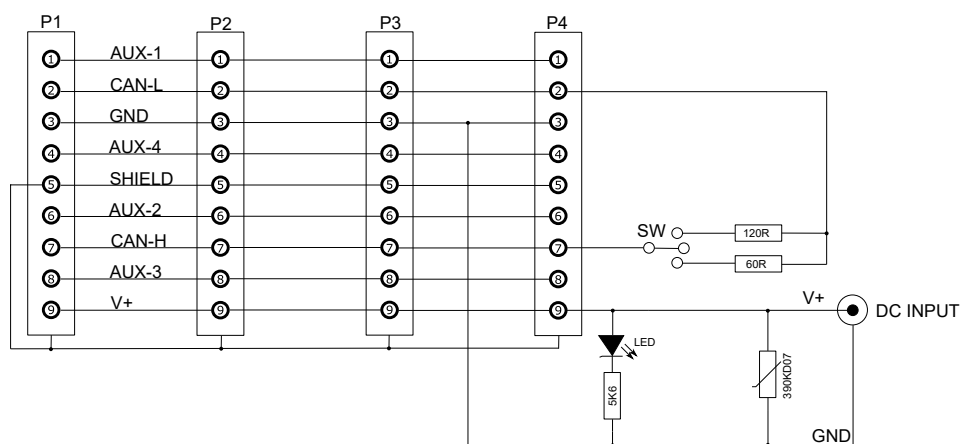 P1 P2 P3 P4
1 AUX-1 1 1 1
2 CAN-L 2 2 2
3 GND 3 3 3
4 AUX-4 4 4 4
5 SHIELD 5 5 5
6 AUX-2 6 6 6
7 CAN-H 7 7 7
SW
120R
60R
8 AUX-3 8 8 8
9 V+ 9 9 9
V+
DC INPUT
LED
5K6
390KD07
GND